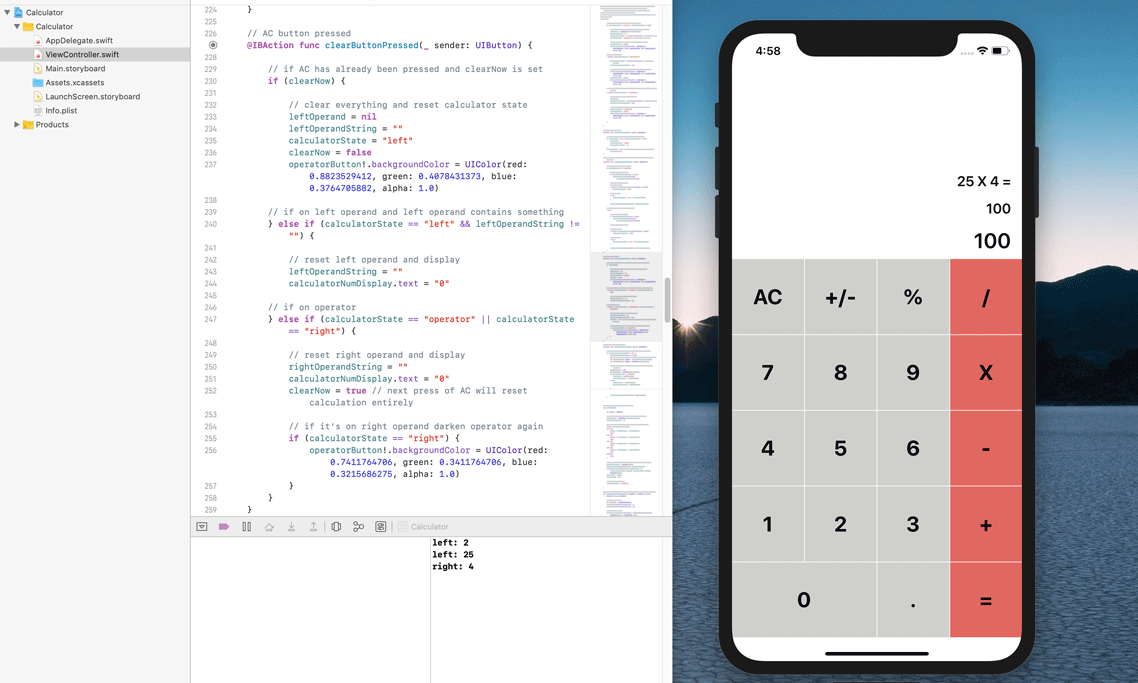 Calculator
Calculator
AppDelegate.swift
ViewController.swift
Main.storyboard
Assets.xcassets
LaunchScreen.storyboard
Info.plist
Products
224 }
225
226 // AC button pressed
@IBAction func clearButtonPressed(_ sender: UIButton) {
228
229 // if AC has already ben pressed and clearNow is set
230 if (clearNow) {
231
232 // clear everything and reset calculator state
233 leftOperand = nil
234 leftOperandString = ""
235 calculatorState = "left"
236 clearNow = false
237 operatorButton!.backgroundColor = UIColor(red:
0.8823529412, green: 0.4078431373, blue:
0.3764705882, alpha: 1.0)
238
239 // if on left operand and left operand contains something
240 } else if (calculatorState == "left" && leftOperandString !=
"") {
241
242 // reset left operand and display
243 leftOperandString = ""
244 calculatorNumDisplay.text = "0"
245
246 // if on operator
247 } else if (calculatorState == "operator" || calculatorState
== "right") {
248
249 // reset right operand and display
250 rightOperandString = ""
251 calculatorNumDisplay.text = "0"
252 clearNow = true // next press of AC will reset
calculation entirely
253
254 // if it's on right operand darken operator again
255 if (calculatorState == "right") {
256 operatorButton!.backgroundColor = UIColor(red:
0.7411764706, green: 0.3411764706, blue:
0.3215686275, alpha: 1.0)
257 }
258 }
269 }
Calculator
left: 2
left: 25
right: 4
4:58
25 X 4 =
100
100
AC +/- % /
7 8 9 X
4 5 6 -
1 2 3 +
0 . =